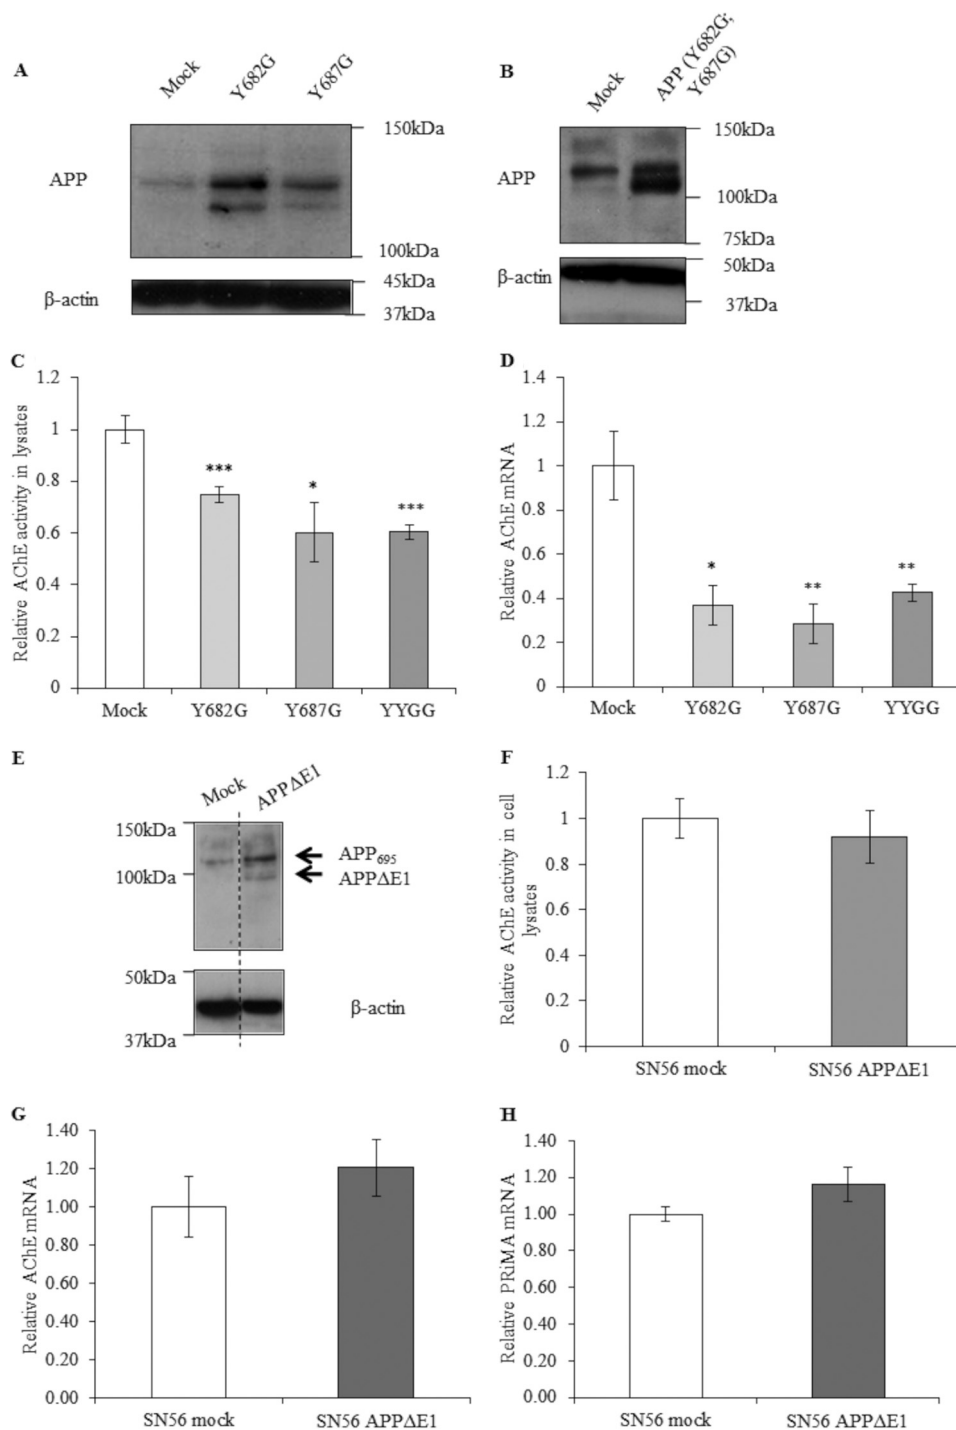 A
Mock
Y682G
Y687G
150kDa
APP
100kDa
β-actin
45kDa
37kDa
B
Mock
APP (Y682G;
Y687G)
150kDa
APP
100kDa
75kDa
β-actin
50kDa
37kDa
C
Relative AChE activity in lysates
1.2
1
0.8
0.6
0.4
0.2
0
***
*
***
Mock
Y682G
Y687G
YYGG
D
Relative AChE mRNA
1.4
1.2
1
0.8
0.6
0.4
0.2
0
*
**
**
Mock
Y682G
Y687G
YYGG
E
Mock
APPΔE1
150kDa
100kDa
APP695
APPΔE1
50kDa
37kDa
β-actin
F
Relative AChE activity in cell
lysates
1.2
1
0.8
0.6
0.4
0.2
0
SN56 mock
SN56 APPΔE1
G
Relative AChE mRNA
1.40
1.20
1.00
0.80
0.60
0.40
0.20
0.00
SN56 mock
SN56 APPΔE1
H
Relative PRiMA mRNA
1.40
1.20
1.00
0.80
0.60
0.40
0.20
0.00
SN56 mock
SN56 APPΔE1